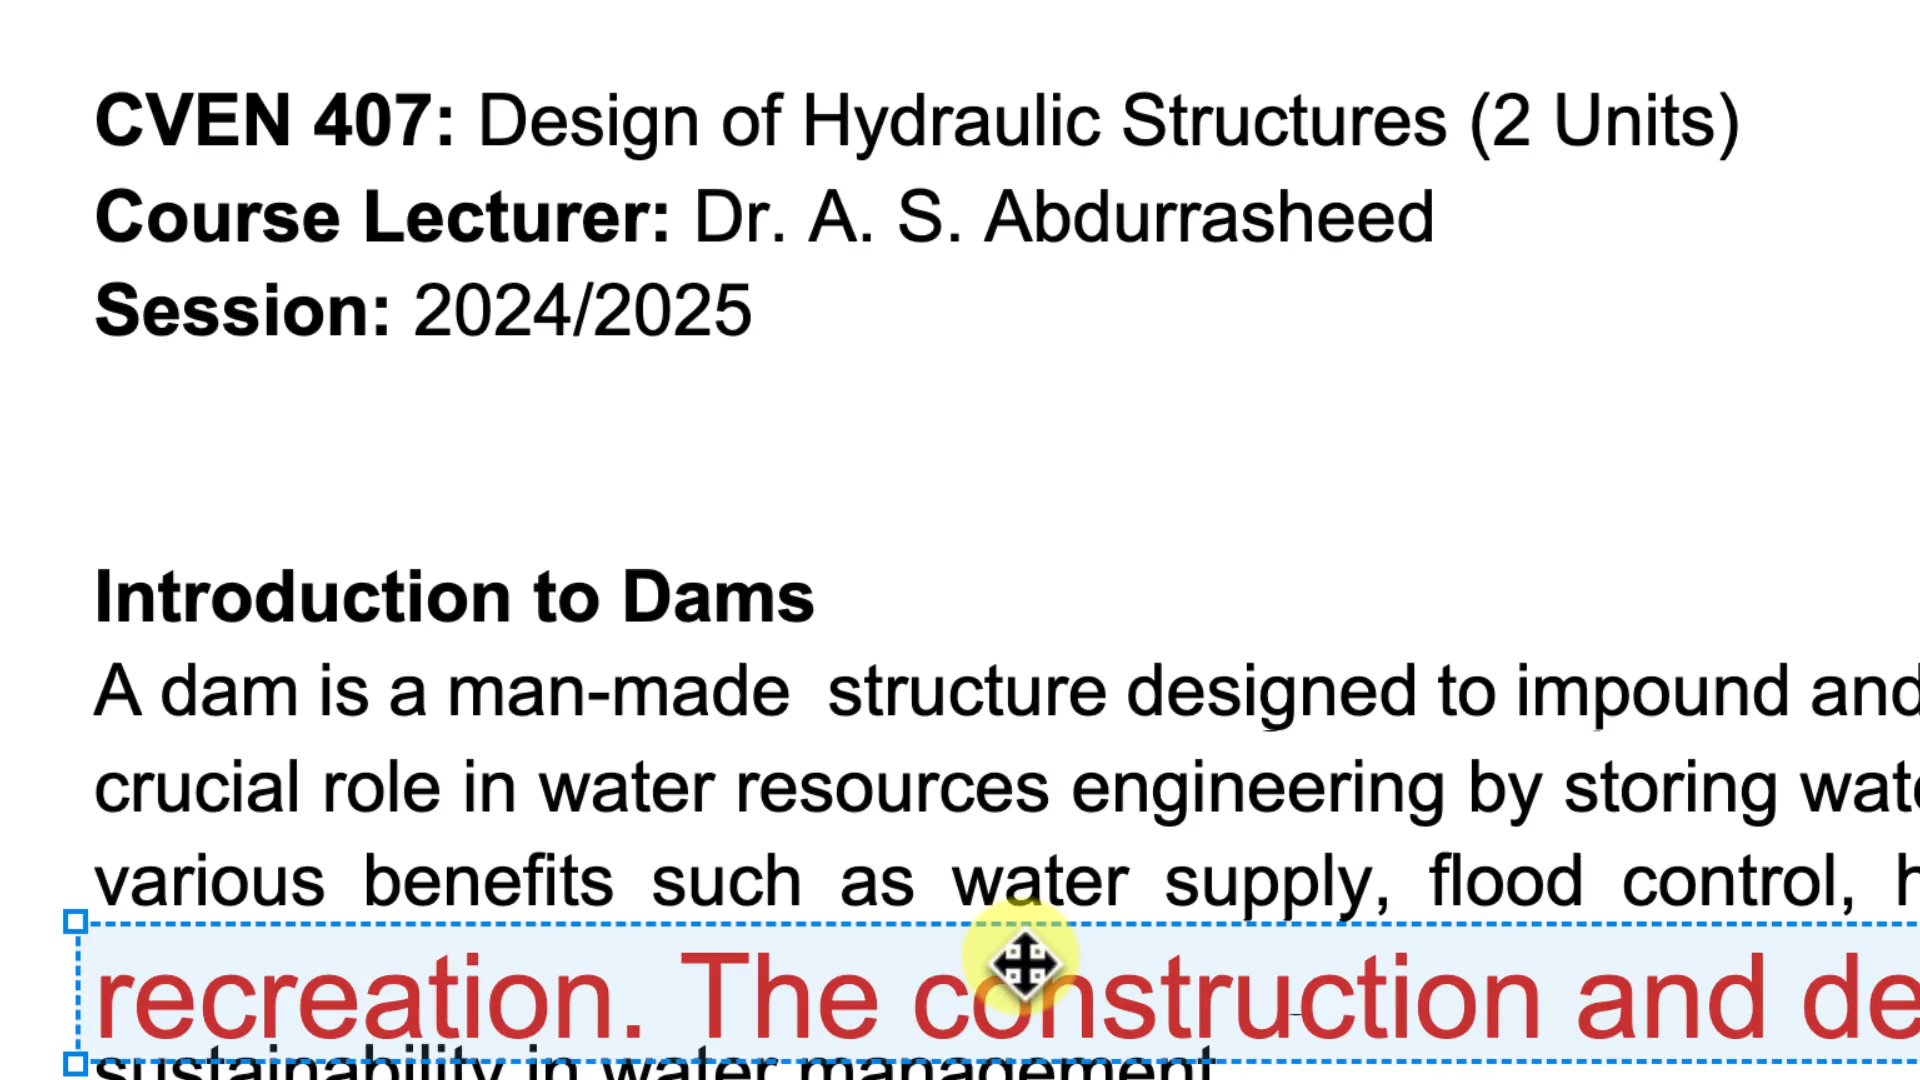 CVEN 407: Design of Hydraulic Structures (2 Units)
Course Lecturer: Dr. A. S. Abdurrasheed
Session: 2024/2025
Introduction to Dams
A dam is a man-made structure designed to impound and
crucial role in water resources engineering by storing
various benefits such as water supply, flood control,
recreation. The construction and
sustainability in water management